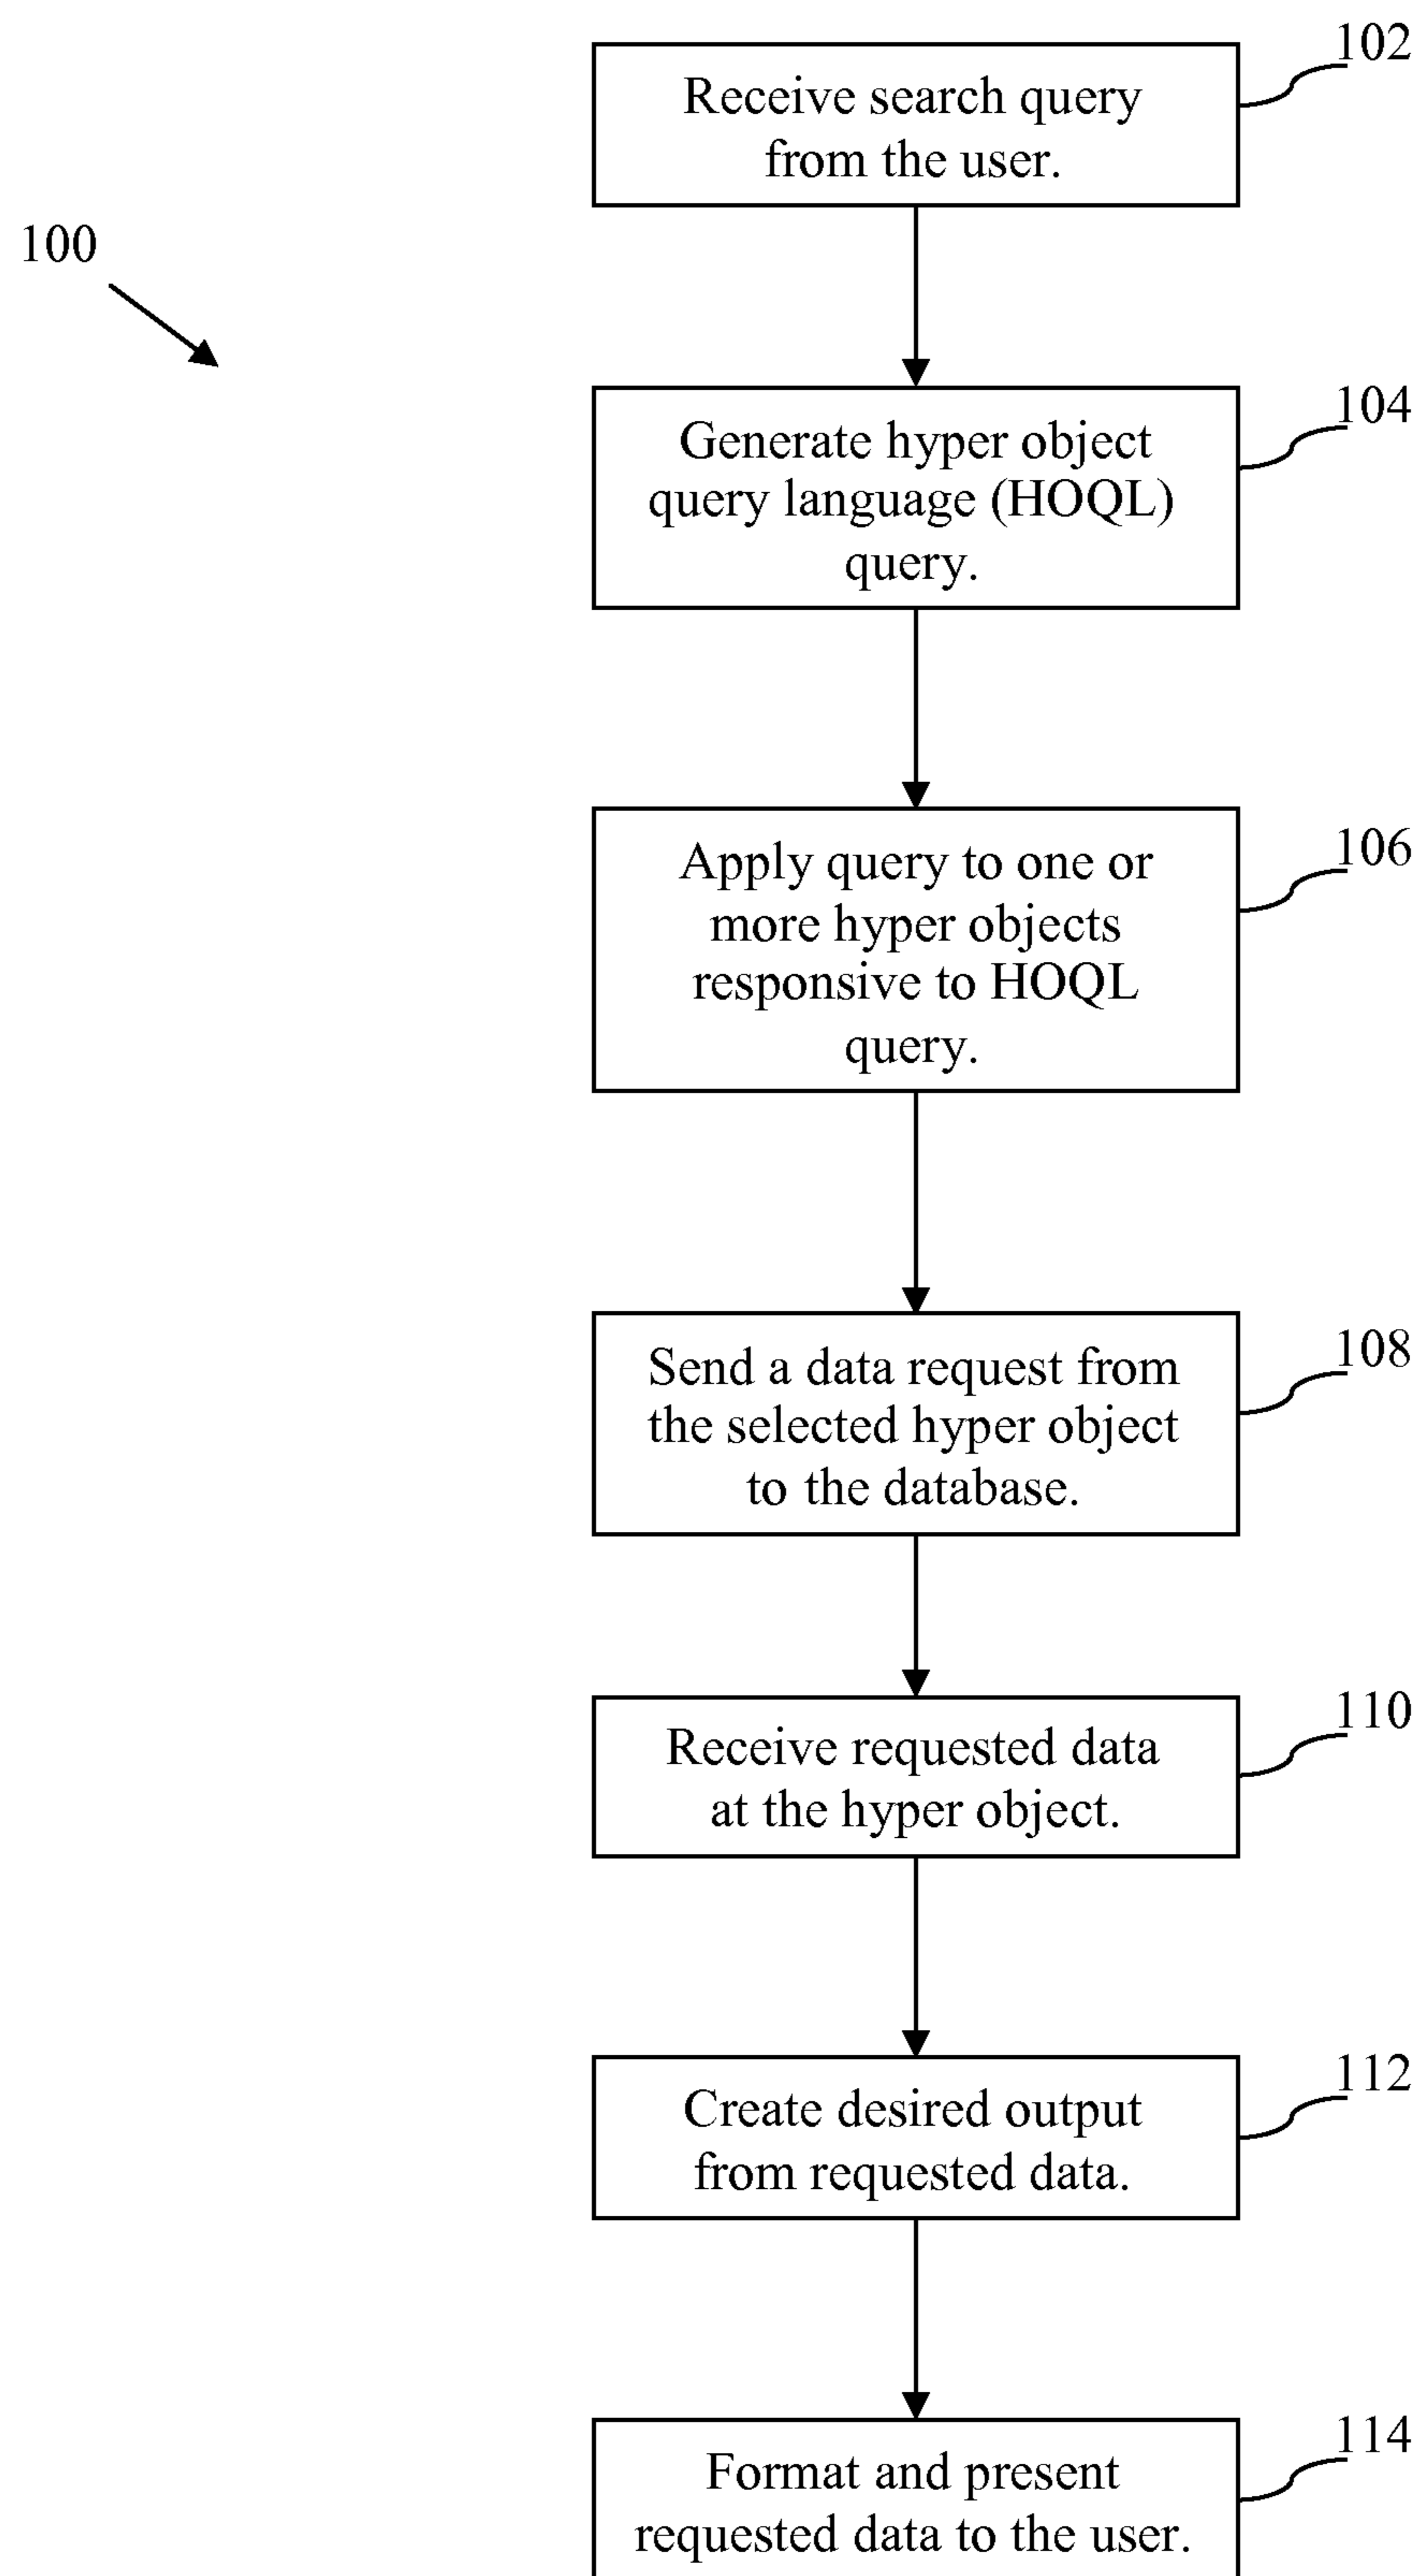 102
Receive search query
from the user.
100
104
Generate hyper object
query language (HOQL)
query.
106
Apply query to one or
more hyper objects
responsive to HOQL
query.
108
Send a data request from
the selected hyper object
to the database.
110
Receive requested data
at the hyper object.
112
Create desired output
from requested data.
114
Format and present
requested data to the user.